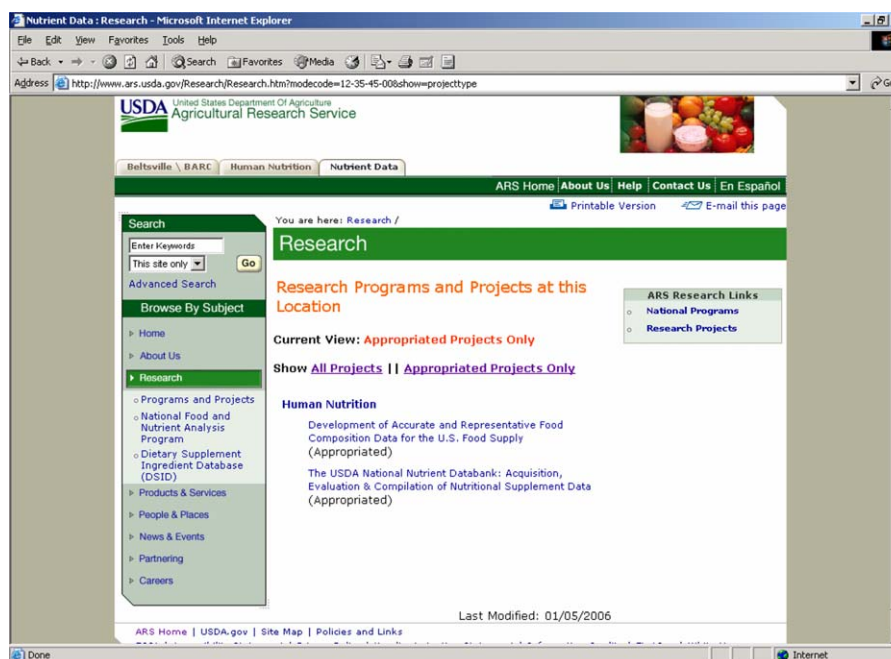 Nutrient Data : Research - Microsoft Internet Explorer
File Edit View Favorites Tools Help
Back Search Favorites Media
Address http://www.ars.usda.gov/Research/Research.htm?modecode=12-35-45-00&show=projecttype
USDA United States Department Of Agriculture
Agricultural Research Service
Beltsville \ BARC Human Nutrition Nutrient Data
ARS Home About Us Help Contact Us En Español
Printable Version E-mail this page
Search
Enter Keywords
This site only Go
Advanced Search
Browse By Subject
Home
About Us
Research
Programs and Projects
National Food and
Nutrient Analysis
Program
Dietary Supplement
Ingredient Database
(DSID)
Products & Services
People & Places
News & Events
Partnering
Careers
You are here: Research /
Research
Research Programs and Projects at this
Location
Current View: Appropriated Projects Only
Show All Projects || Appropriated Projects Only
Human Nutrition
Development of Accurate and Representative Food
Composition Data for the U.S. Food Supply
(Appropriated)
The USDA National Nutrient Databank: Acquisition,
Evaluation & Compilation of Nutritional Supplement Data
(Appropriated)
ARS Research Links
National Programs
Research Projects
Last Modified: 01/05/2006
ARS Home | USDA.gov | Site Map | Policies and Links
Done Internet